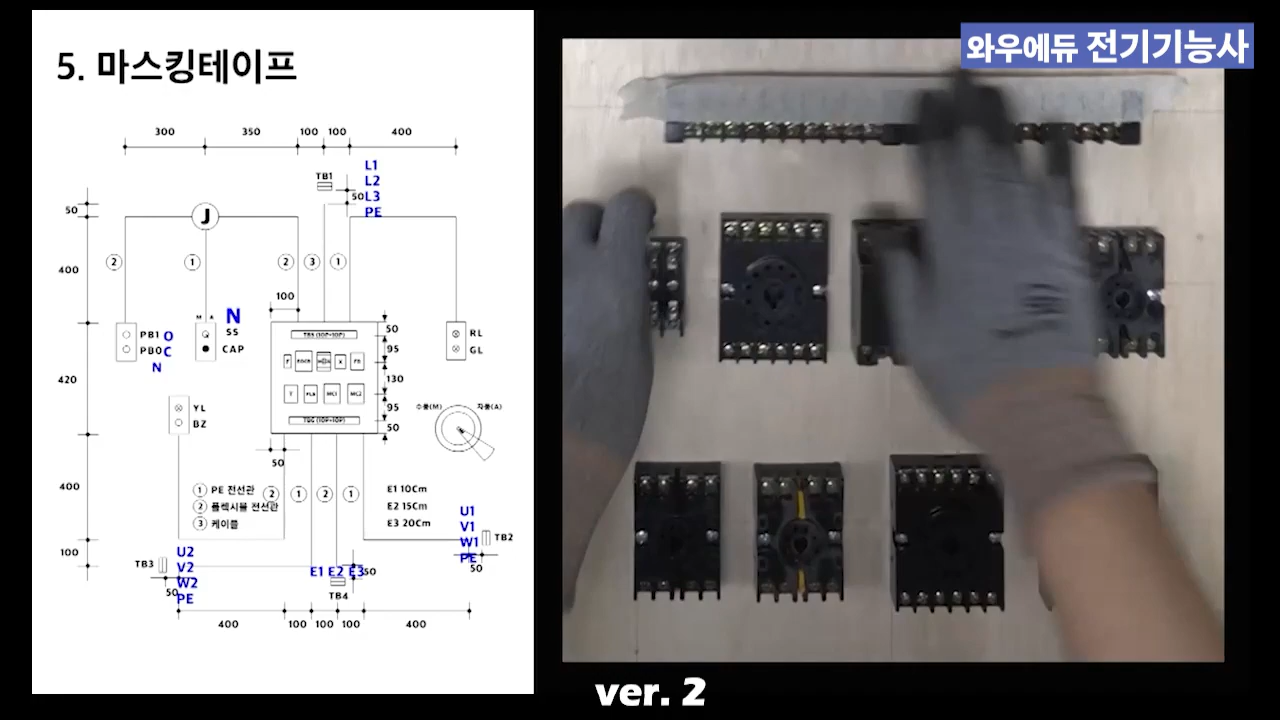 와우에듀 전기기능사
5. 마스킹테이프
300 350 100 100 400
TB1
L1
L2
L3
PE
50
50
J
400
2 1 2 3 1
100
M A
N
PB1 O
PB0 C
N
SS
CAP
50
95
130
95
50
RL
GL
420
YL
BZ
T
X
MC1
MC2
수동(M) 자동(A)
50
400
1 PE 전선관
2 플렉시블 전선관
3 케이블
2 1 2 1
E1 10Cm
E2 15Cm
E3 20Cm
U1
V1
W1
PE
TB2
50
100
TB3
U2
V2
W2
PE
50
E1 E2 E3
50
TB4
400 100 100 100 400
ver. 2